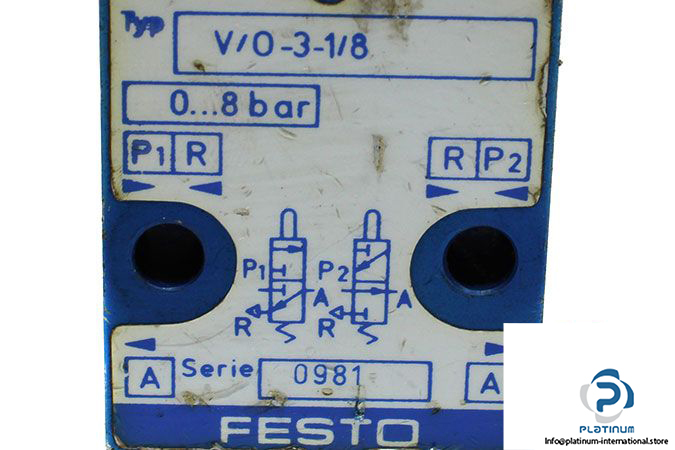 Typ V/O-3-1/8
0...8 bar
P1 R R P2
P1 P2
A A
R R
A Serie 0981 A
FESTO
PLATINUM
Info@platinum-international.store